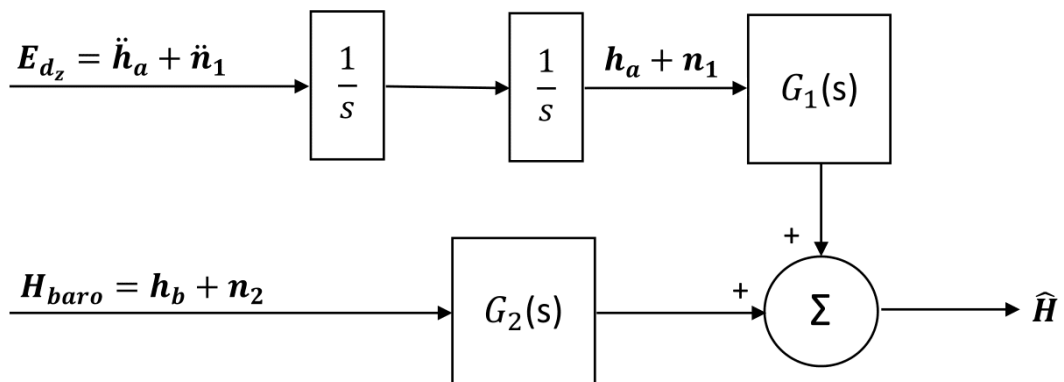 E_{d_z} = ḧ_a + n̈_1
1/s
1/s
h_a + n_1
G_1(s)
+
H_{baro} = h_b + n_2
G_2(s)
+
Σ
Ĥ